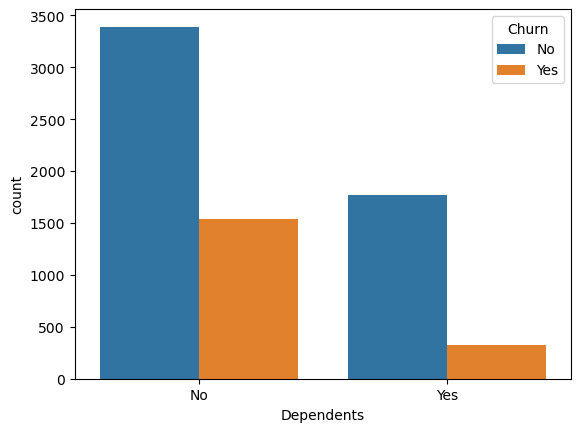 Churn
No
Yes
3500
3000
2500
2000
1500
1000
500
0
count
No
Yes
Dependents